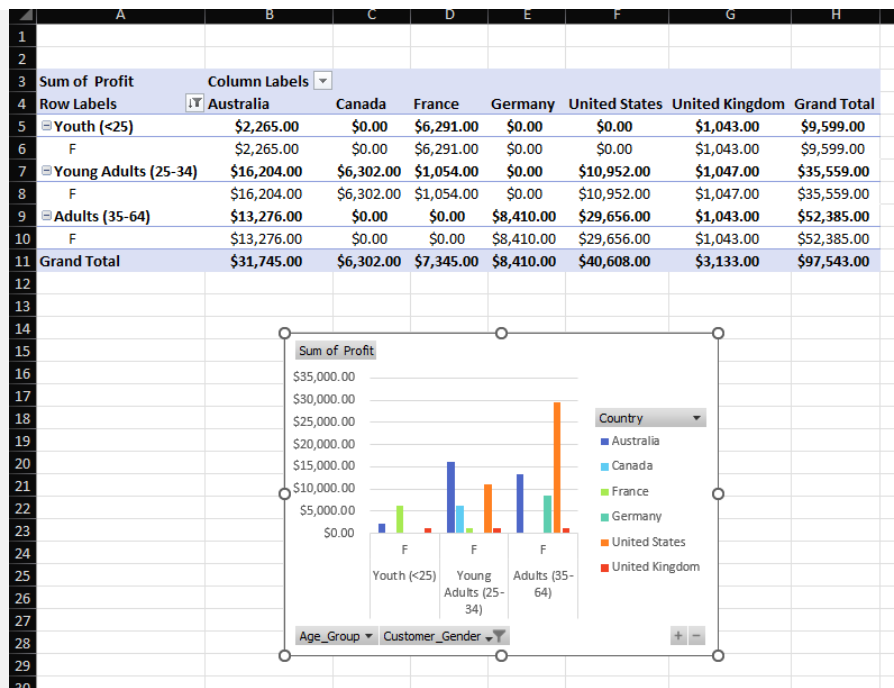 A B C D E F G H
1
2
3 Sum of Profit Column Labels
4 Row Labels Australia Canada France Germany United States United Kingdom Grand Total
5 Youth (<25) $2,265.00 $0.00 $6,291.00 $0.00 $0.00 $1,043.00 $9,599.00
6 F $2,265.00 $0.00 $6,291.00 $0.00 $0.00 $1,043.00 $9,599.00
7 Young Adults (25-34) $16,204.00 $6,302.00 $1,054.00 $0.00 $10,952.00 $1,047.00 $35,559.00
8 F $16,204.00 $6,302.00 $1,054.00 $0.00 $10,952.00 $1,047.00 $35,559.00
9 Adults (35-64) $13,276.00 $0.00 $0.00 $8,410.00 $29,656.00 $1,043.00 $52,385.00
10 F $13,276.00 $0.00 $0.00 $8,410.00 $29,656.00 $1,043.00 $52,385.00
11 Grand Total $31,745.00 $6,302.00 $7,345.00 $8,410.00 $40,608.00 $3,133.00 $97,543.00
12
13
14
15
16
17
18
19
20
21
22
23
24
25
26
27
28
29
30
Sum of Profit
$35,000.00
$30,000.00
$25,000.00
$20,000.00
$15,000.00
$10,000.00
$5,000.00
$0.00
F F F
Youth (<25) Young Adults (35-
Adults (25- 64)
34)
Country
Australia
Canada
France
Germany
United States
United Kingdom
Age_Group Customer_Gender + -